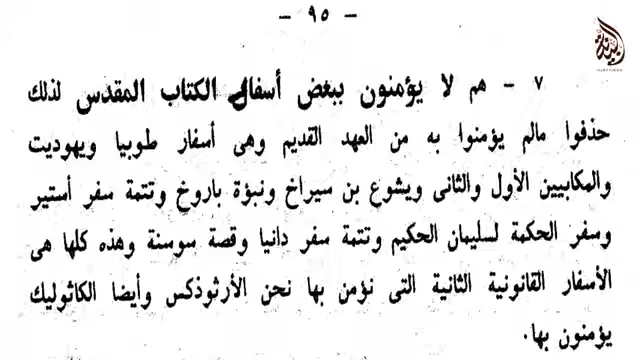 - ٩٥ -
٧ - هم لا يؤمنون ببعض أسفار الكتاب المقدس لذلك
حذفوا مالم يؤمنوا به من العهد القديم وهى أسفار طوبيا ويهوديت
والمكابيين الأول والثانى ويشوع بن سيراخ ونبؤة باروخ وتتمة سفر أستير
وسفر الحكمة لسليمان الحكيم وتتمة سفر دانيا وقصة سوسنة وهذه كلها هى
الأسفار القانونية الثانية التى نؤمن بها نحن الأرثوذكس وأيضا الكاثوليك
يؤمنون بها.